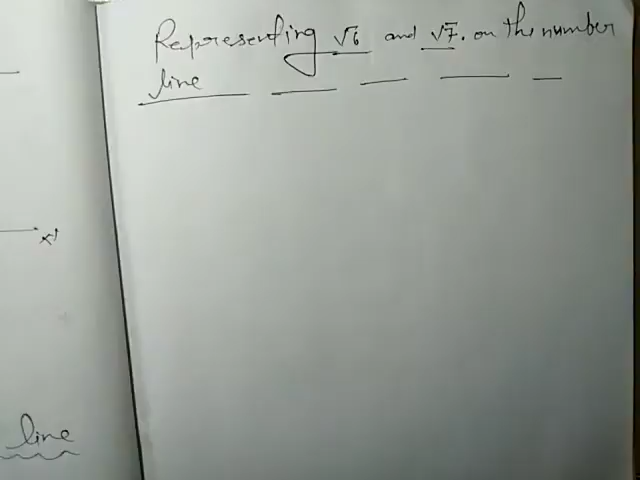 Representing √6 and √7. on the number
line
x'
line